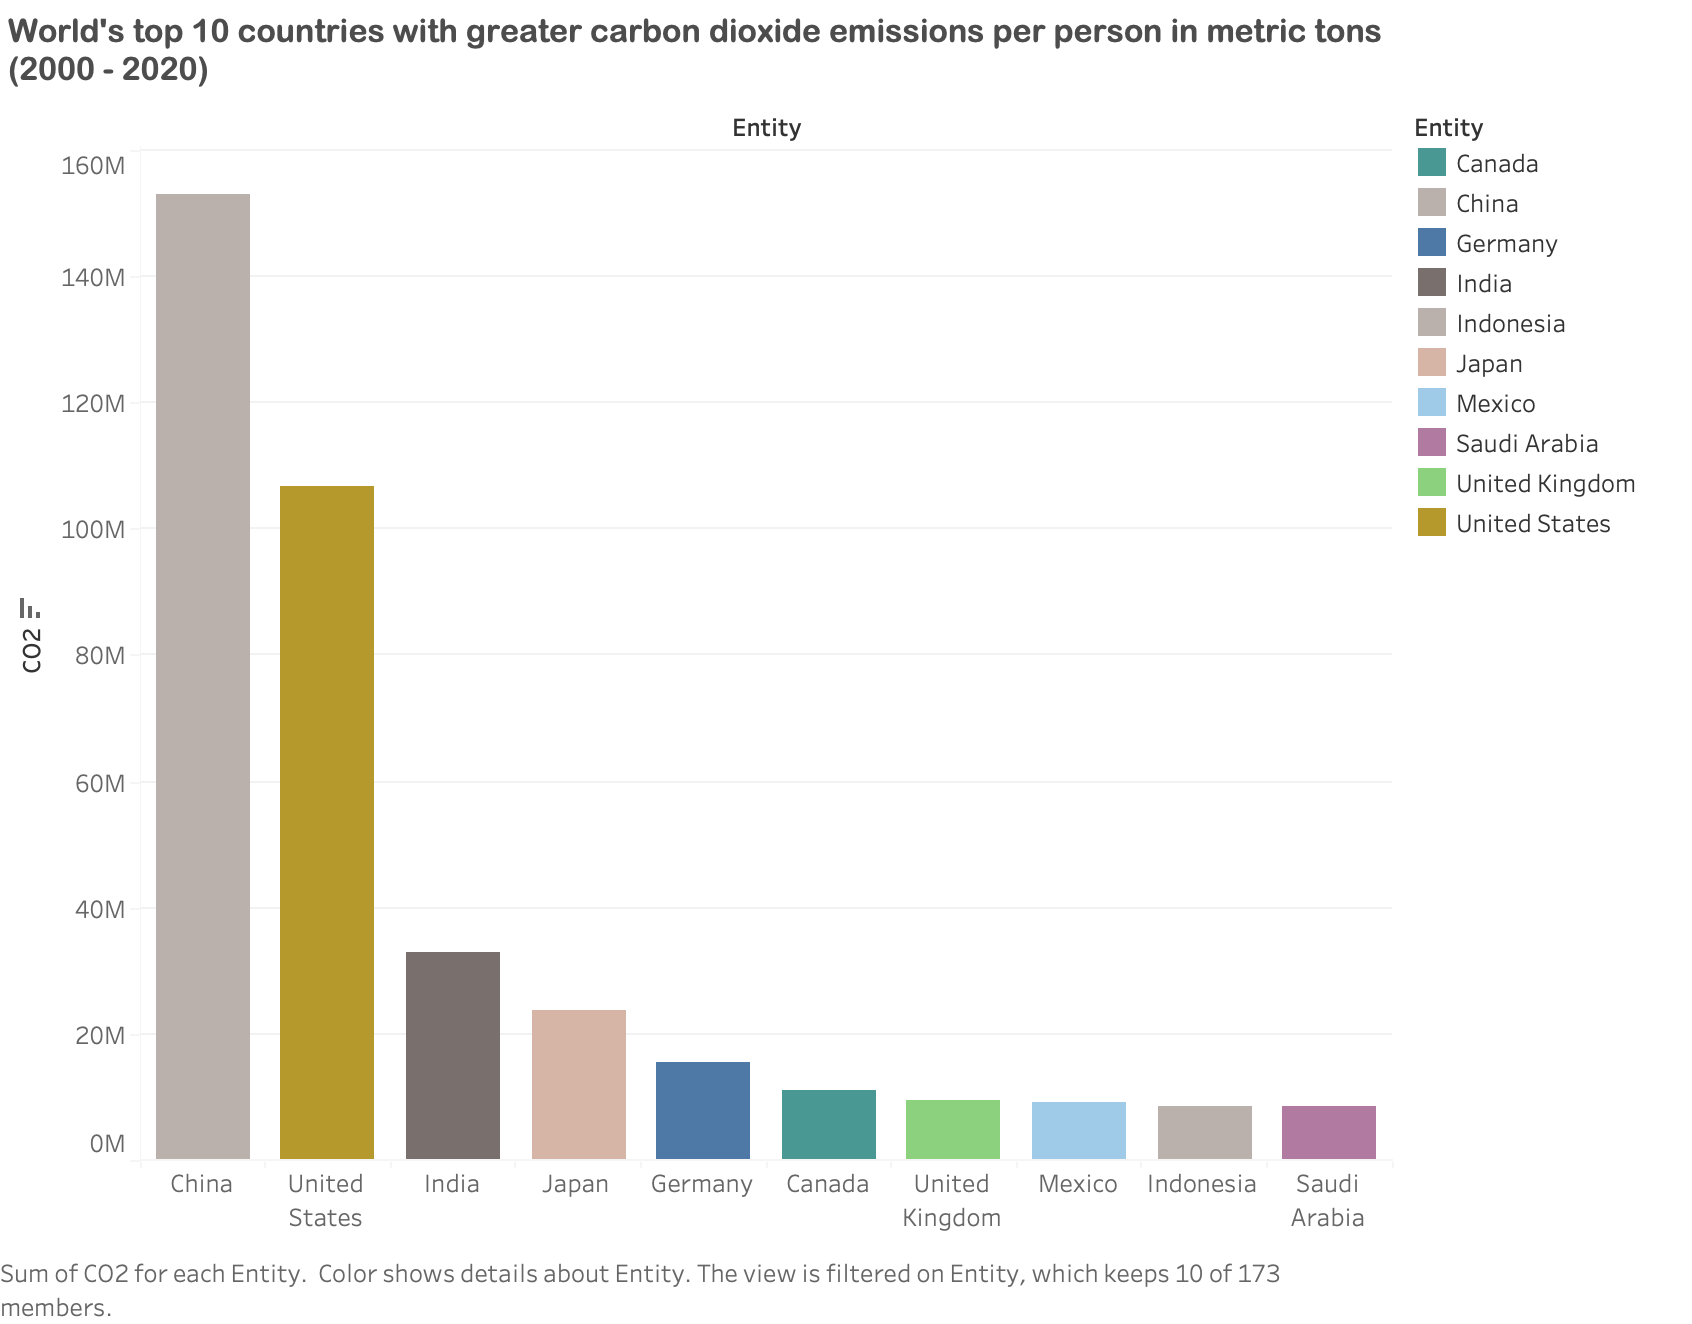 World's top 10 countries with greater carbon dioxide emissions per person in metric tons
(2000 - 2020)
Entity
160M
140M
120M
100M
80M
60M
40M
20M
0M
CO2
China
United
States
India
Japan
Germany
Canada
United
Kingdom
Mexico
Indonesia
Saudi
Arabia
Entity
Canada
China
Germany
India
Indonesia
Japan
Mexico
Saudi Arabia
United Kingdom
United States
Sum of CO2 for each Entity.  Color shows details about Entity. The view is filtered on Entity, which keeps 10 of 173
members.